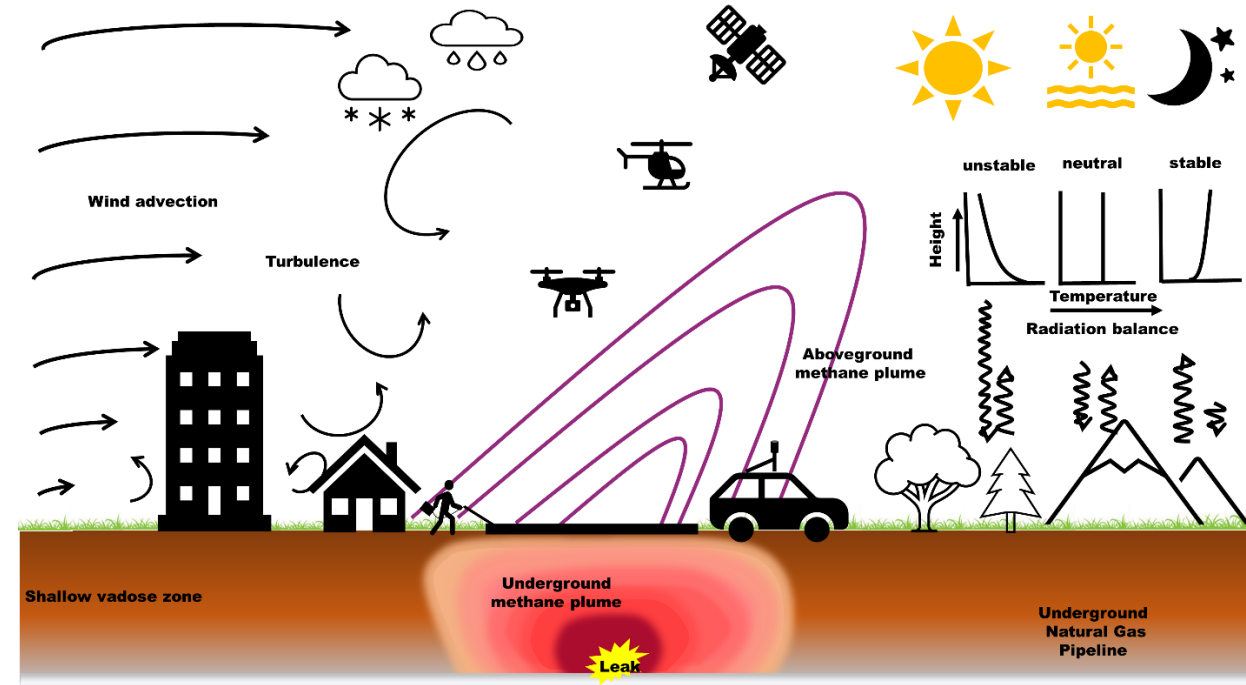 unstable
neutral
stable
Wind advection
Turbulence
Height
Temperature
Radiation balance
Aboveground
methane plume
Underground
methane plume
Shallow vadose zone
Underground
Natural Gas
Pipeline
Leak